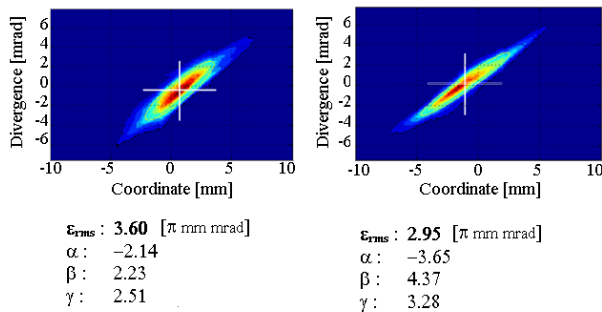 Divergence [mrad]
6
4
2
0
-2
-4
-6
-10
-5
0
5
10
Coordinate [mm]
εrms : 3.60 [π mm mrad]
α : −2.14
β : 2.23
γ : 2.51
Divergence [mrad]
6
4
2
0
-2
-4
-6
-10
-5
0
5
10
Coordinate [mm]
εrms : 2.95 [π mm mrad]
α : −3.65
β : 4.37
γ : 3.28